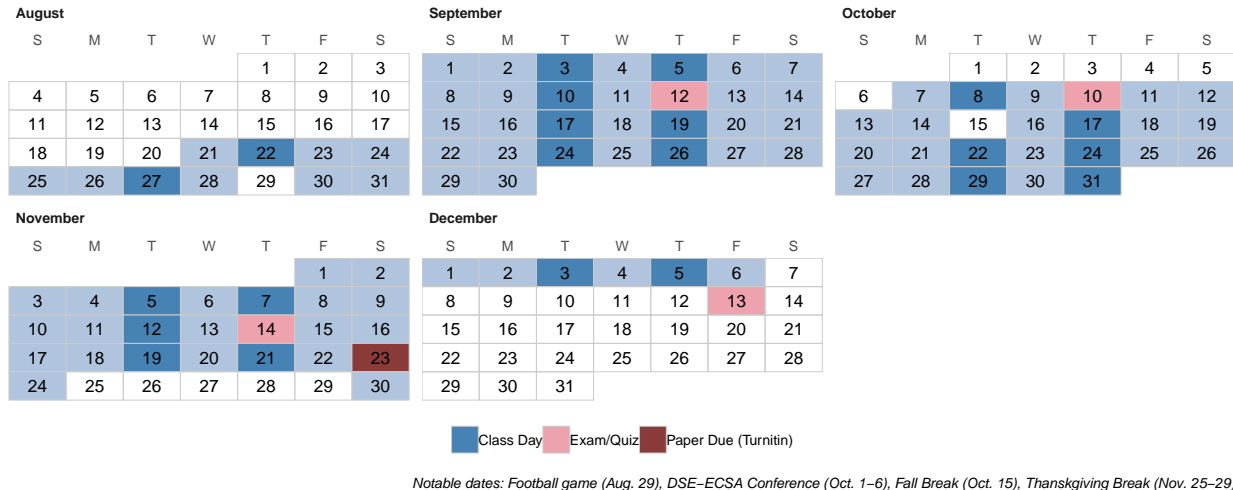 August September October
S M T W T F S S M T W T F S S M T W T F S
1 2 3 1 2 3 4 5 6 7 1 2 3 4 5
4 5 6 7 8 9 10 8 9 10 11 12 13 14 6 7 8 9 10 11 12
11 12 13 14 15 16 17 15 16 17 18 19 20 21 13 14 15 16 17 18 19
18 19 20 21 22 23 24 22 23 24 25 26 27 28 20 21 22 23 24 25 26
25 26 27 28 29 30 31 29 30 27 28 29 30 31
November December
S M T W T F S S M T W T F S
1 2 1 2 3 4 5 6 7
3 4 5 6 7 8 9 8 9 10 11 12 13 14
10 11 12 13 14 15 16 15 16 17 18 19 20 21
17 18 19 20 21 22 23 22 23 24 25 26 27 28
24 25 26 27 28 29 30 29 30 31
Class Day Exam/Quiz Paper Due (Turnitin)
Notable dates: Football game (Aug. 29), DSE−ECSA Conference (Oct. 1−6), Fall Break (Oct. 15), Thanskgiving Break (Nov. 25−29)